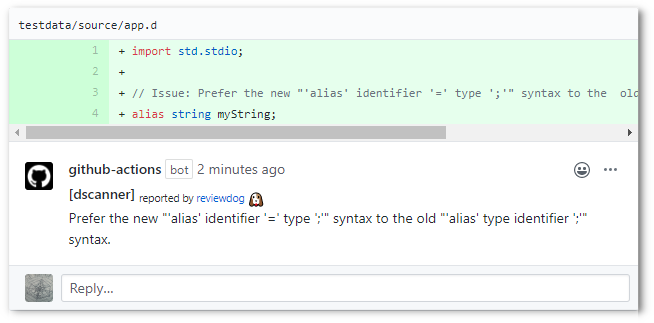 testdata/source/app.d
1 + import std.stdio;
2 +
3 + // Issue: Prefer the new "'alias' identifier '=' type ';'" syntax to the  old
4 + alias string myString;
github-actions bot 2 minutes ago
[dscanner] reported by reviewdog
Prefer the new "'alias' identifier '=' type ';'" syntax to the old "'alias' type identifier ';'"
syntax.
Reply...